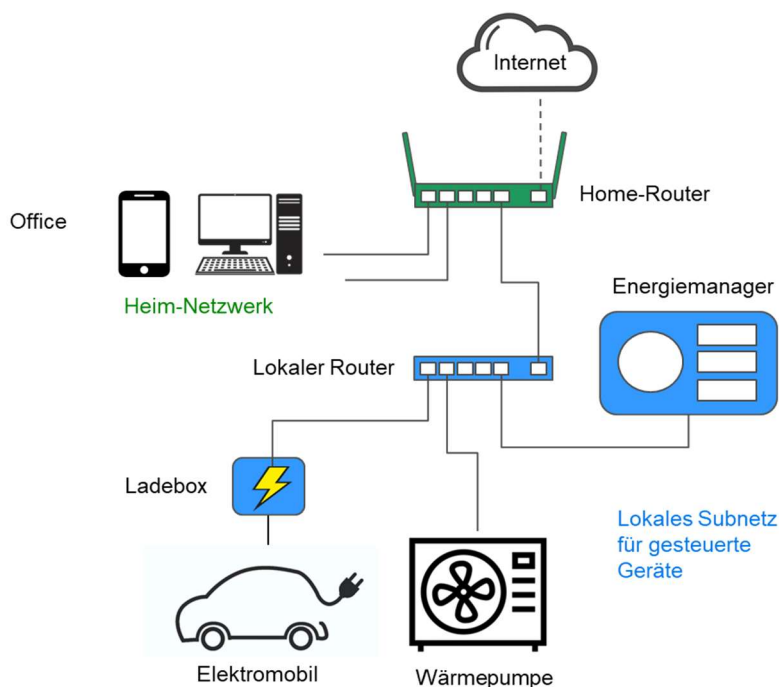 Internet
Home-Router
Office
Heim-Netzwerk
Energiemanager
Lokaler Router
Ladebox
Lokales Subnetz
für gesteuerte
Geräte
Elektromobil
Wärmepumpe